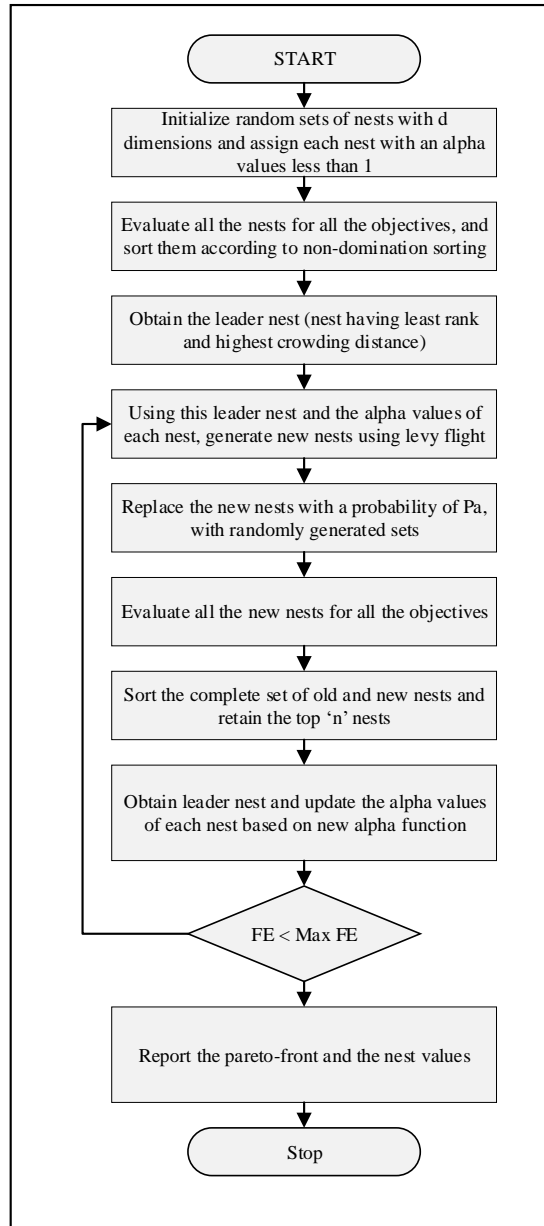 START
Initialize random sets of nests with d
dimensions and assign each nest with an alpha
values less than 1
Evaluate all the nests for all the objectives, and
sort them according to non-domination sorting
Obtain the leader nest (nest having least rank
and highest crowding distance)
Using this leader nest and the alpha values of
each nest, generate new nests using levy flight
Replace the new nests with a probability of Pa,
with randomly generated sets
Evaluate all the new nests for all the objectives
Sort the complete set of old and new nests and
retain the top ‘n’ nests
Obtain leader nest and update the alpha values
of each nest based on new alpha function
FE < Max FE
Report the pareto-front and the nest values
Stop